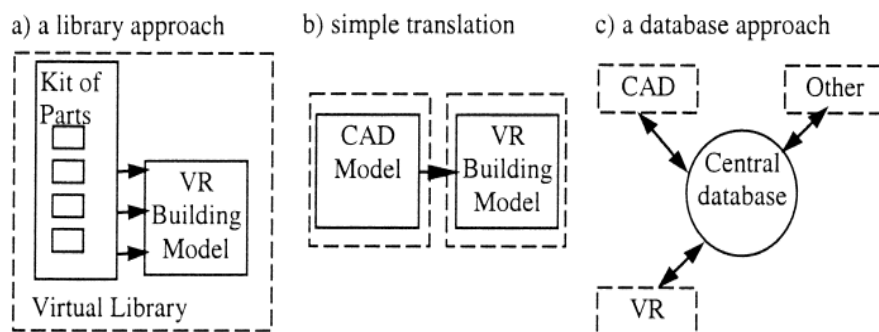 a) a library approach
Kit of
Parts
VR
Building
Model
Virtual Library
b) simple translation
CAD
Model
VR
Building
Model
c) a database approach
CAD
Other
Central
database
VR